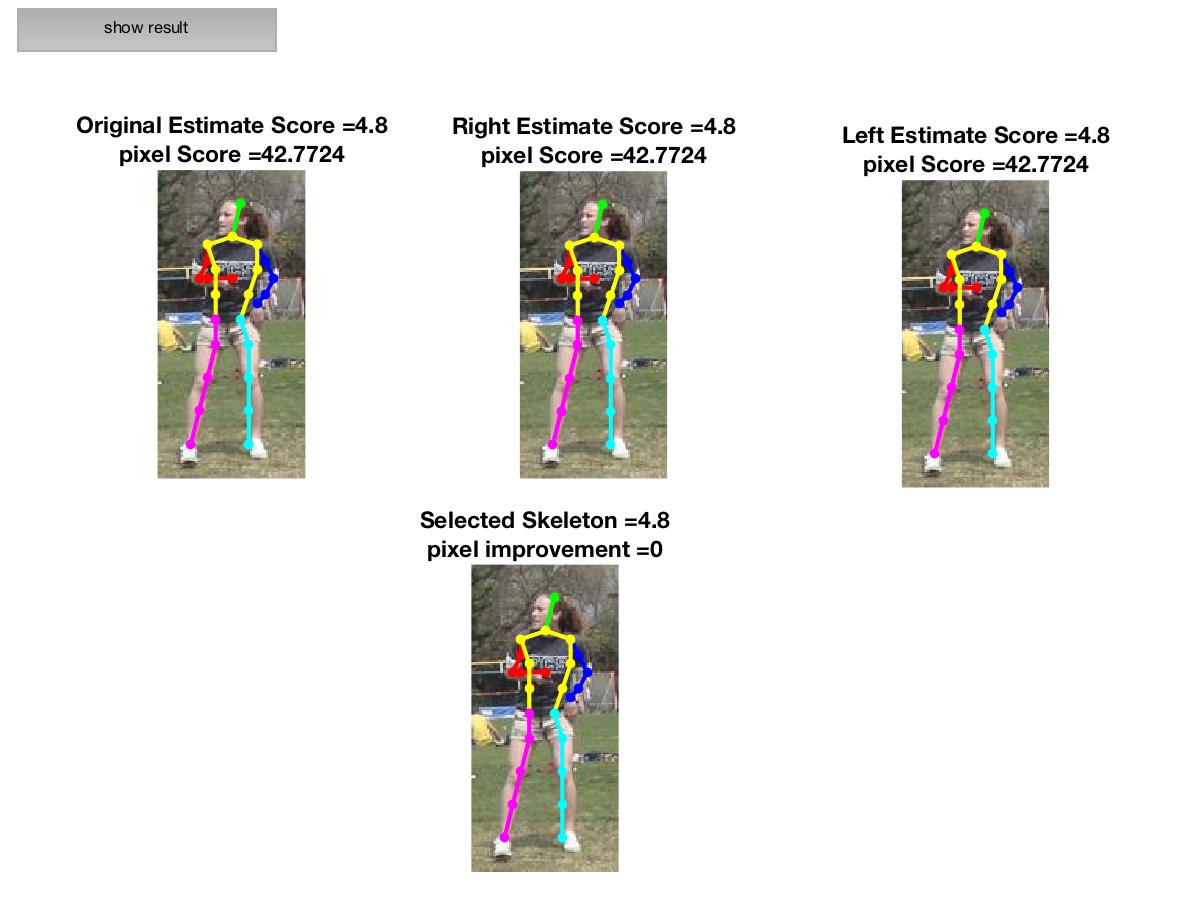 show result
Original Estimate Score =4.8
pixel Score =42.7724
Right Estimate Score =4.8
pixel Score =42.7724
Left Estimate Score =4.8
pixel Score =42.7724
Selected Skeleton =4.8
pixel improvement =0